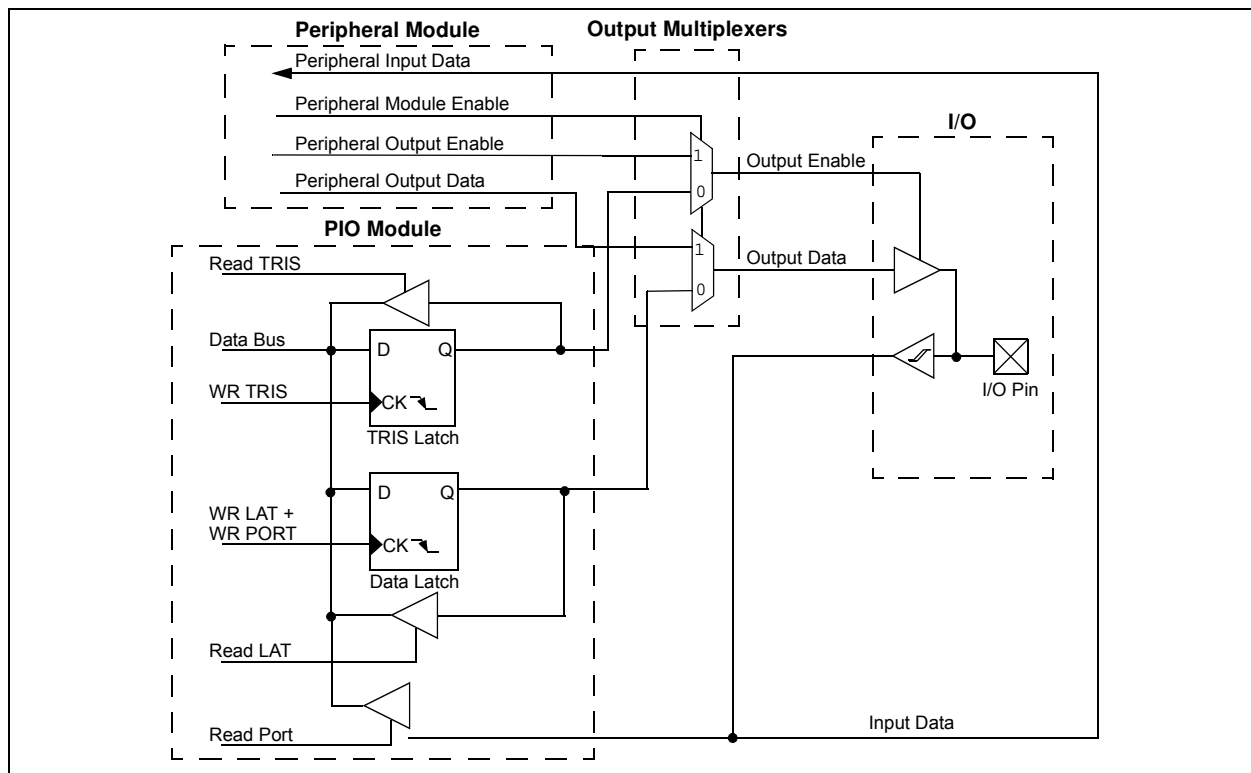 Peripheral Module
Output Multiplexers
Peripheral Input Data
Peripheral Module Enable
Peripheral Output Enable
Peripheral Output Data
1
0
Output Enable
I/O
PIO Module
1
0
Output Data
Read TRIS
Data Bus
D
Q
WR TRIS
CK
TRIS Latch
I/O Pin
D
Q
WR LAT +
WR PORT
CK
Data Latch
Read LAT
Read Port
Input Data